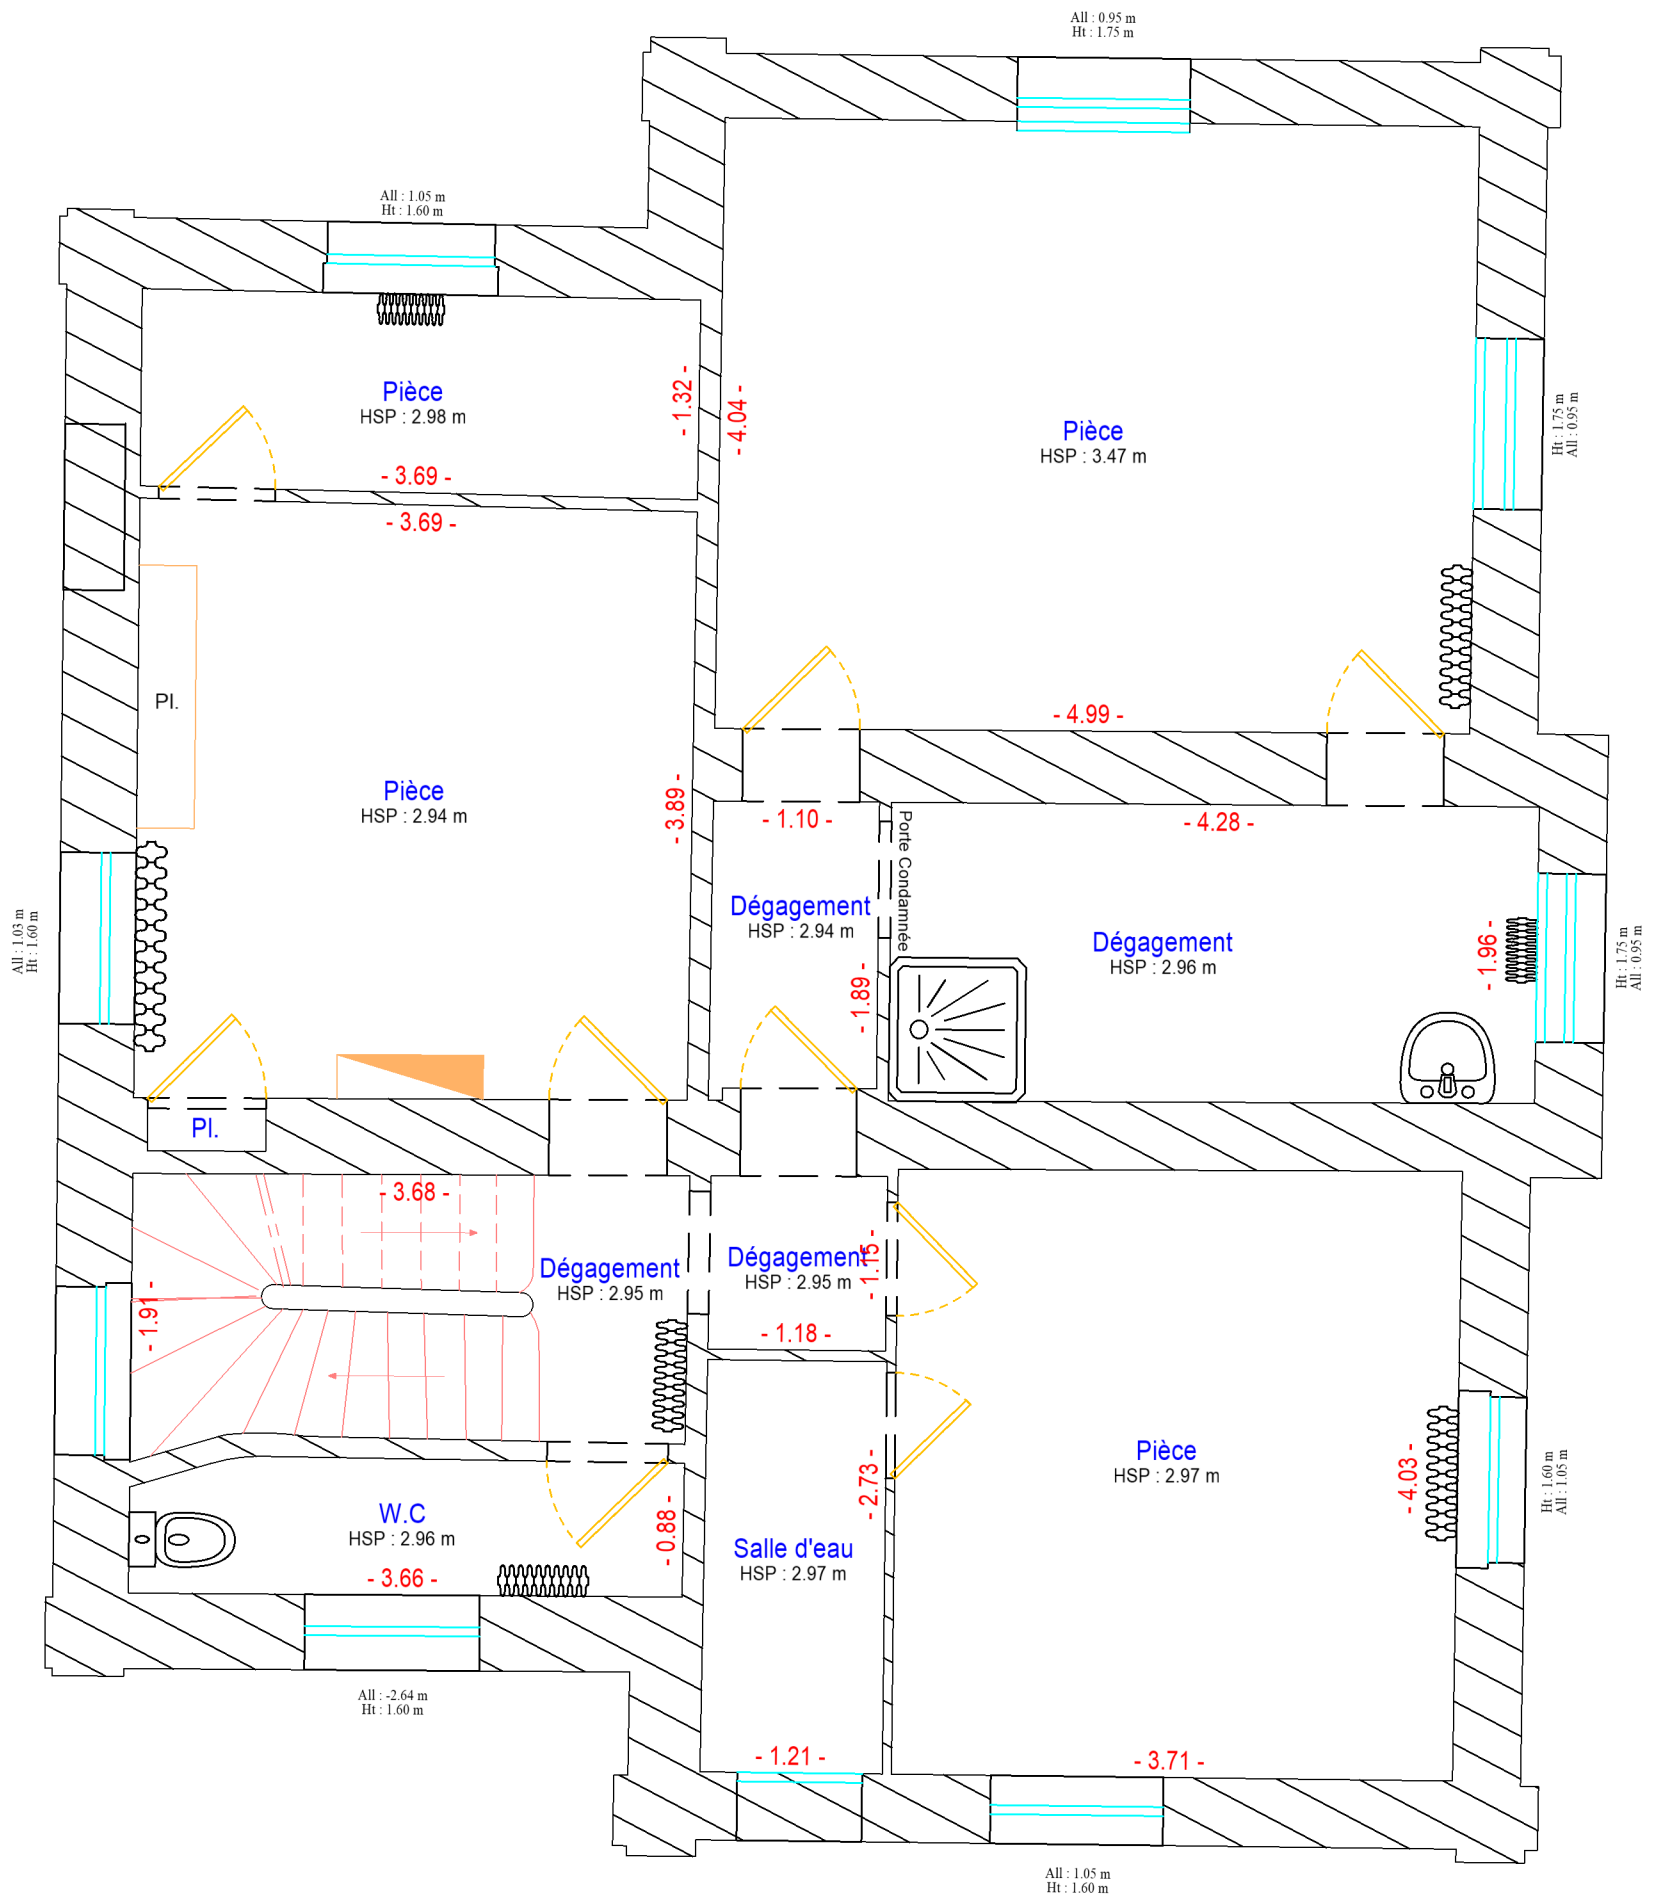 All : 0.95 m
Ht : 1.75 m
All : 1.05 m
Ht : 1.60 m
Pièce
HSP : 2.98 m
- 1.32 -
- 3.69 -
- 4.04 -
Pièce
HSP : 3.47 m
Ht : 1.75 m
All : 0.95 m
- 3.69 -
Pl.
Pièce
HSP : 2.94 m
- 3.89 -
- 4.99 -
- 1.10 -
Porte Condamnée
- 4.28 -
Dégagement
HSP : 2.94 m
- 1.89 -
Dégagement
HSP : 2.96 m
- 1.96 -
All : 1.03 m
Ht : 1.60 m
Ht : 1.75 m
All : 0.95 m
Pl.
- 3.68 -
Dégagement
HSP : 2.95 m
- 1.91 -
Dégagement
HSP : 2.95 m
- 1.15 -
- 1.18 -
Pièce
HSP : 2.97 m
- 4.03 -
Ht : 1.60 m
All : 1.05 m
- 2.73 -
W.C
HSP : 2.96 m
- 0.88 -
- 3.66 -
Salle d'eau
HSP : 2.97 m
All : -2.64 m
Ht : 1.60 m
- 1.21 -
- 3.71 -
All : 1.05 m
Ht : 1.60 m